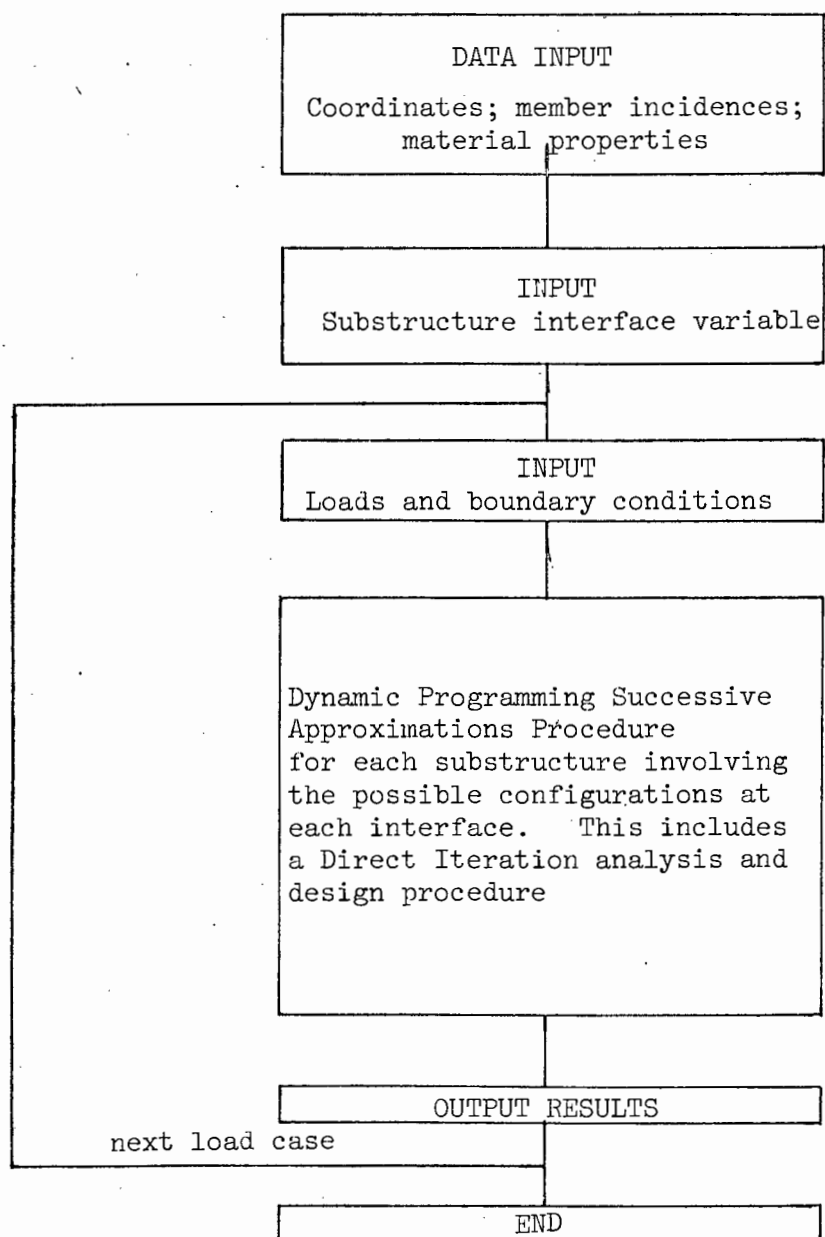 DATA INPUT
Coordinates; member incidences;
material properties
INPUT
Substructure interface variable
INPUT
Loads and boundary conditions
Dynamic Programming Successive
Approximations Procedure
for each substructure involving
the possible configurations at
each interface. This includes
a Direct Iteration analysis and
design procedure
OUTPUT RESULTS
next load case
END